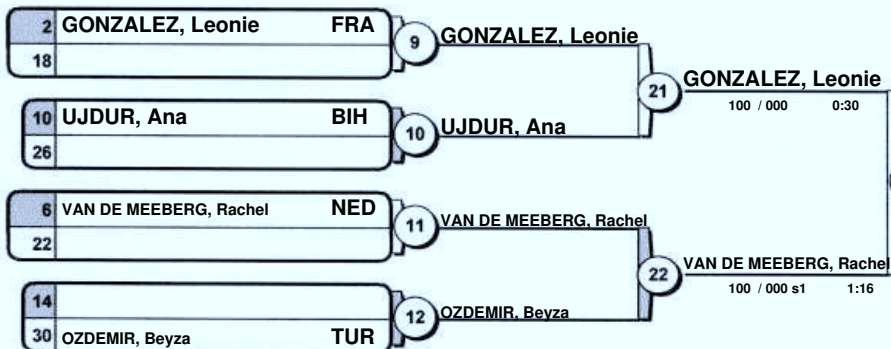 2 GONZALEZ, Leonie FRA
18
9
GONZALEZ, Leonie
10 UJDUR, Ana BIH
26
10
UJDUR, Ana
21
GONZALEZ, Leonie
100 / 000 0:30
6 VAN DE MEEBERG, Rachel NED
22
11
VAN DE MEEBERG, Rachel
14
30 OZDEMIR, Beyza TUR
12
OZDEMIR, Beyza
22
VAN DE MEEBERG, Rachel
100 / 000 s1 1:16